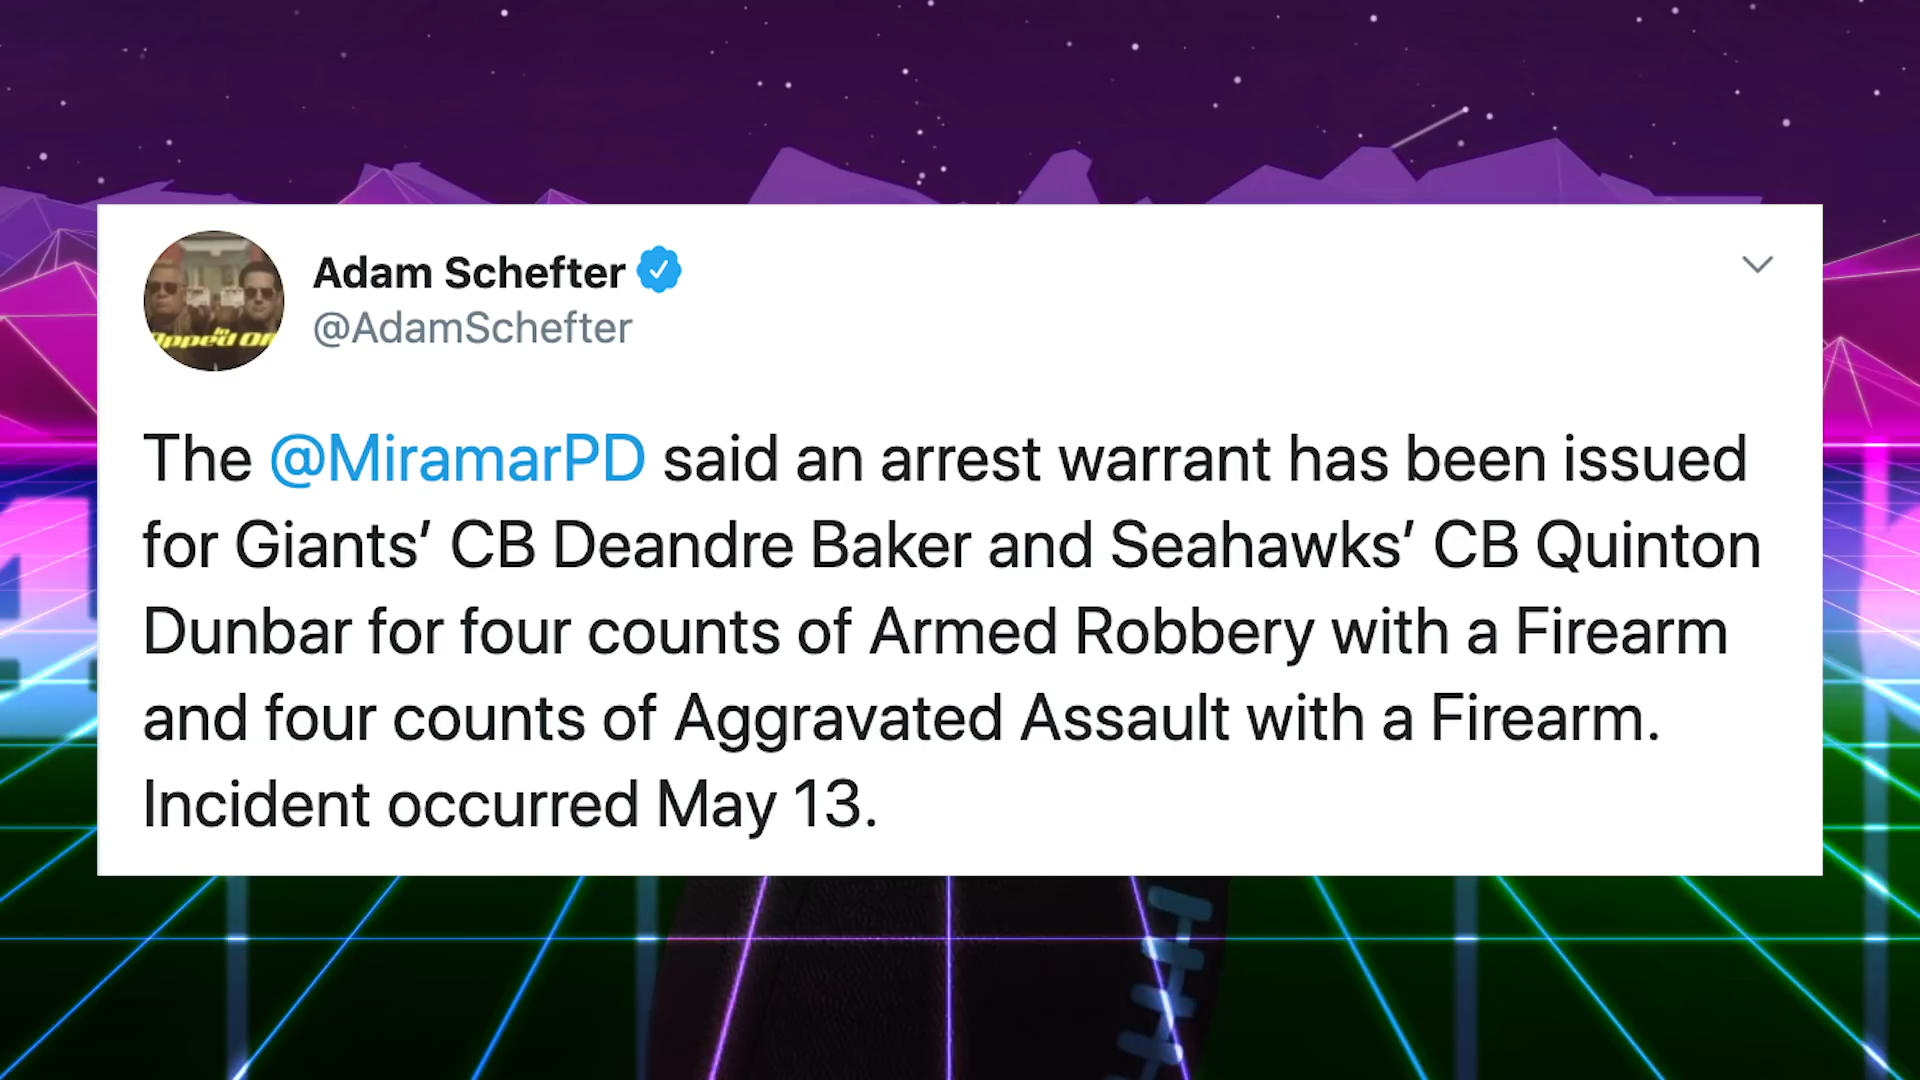 Adam Schefter
@AdamSchefter
The @MiramarPD said an arrest warrant has been issued
for Giants’ CB Deandre Baker and Seahawks’ CB Quinton
Dunbar for four counts of Armed Robbery with a Firearm
and four counts of Aggravated Assault with a Firearm.
Incident occurred May 13.